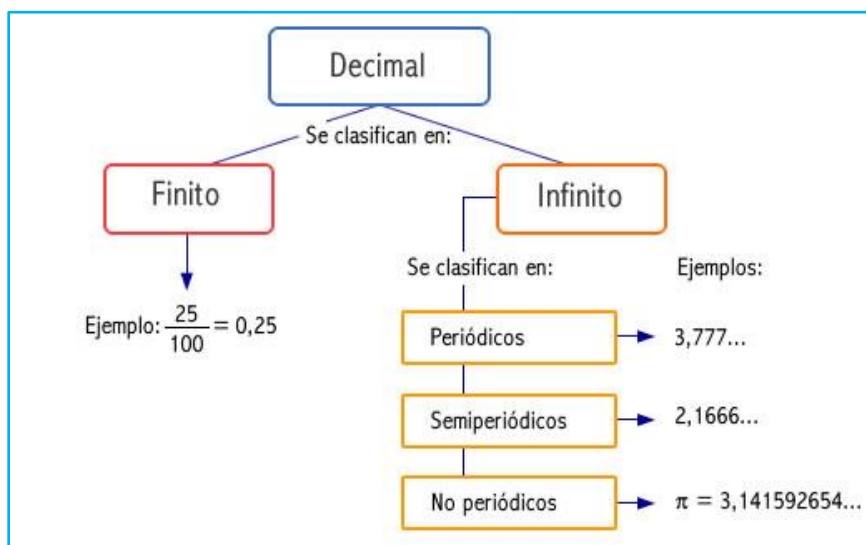 Decimal
Se clasifican en:
Finito
Infinito
Se clasifican en:
Ejemplos:
Ejemplo: 25/100 = 0,25
Periódicos
3,777...
Semiperiódicos
2,1666...
No periódicos
π = 3,141592654...